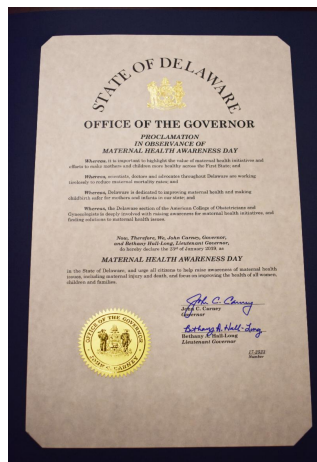 STATE OF DELAWARE
OFFICE OF THE GOVERNOR
PROCLAMATION
IN OBSERVANCE OF
MATERNAL HEALTH AWARENESS DAY
Whereas, it is important to highlight the value of maternal health initiatives and
efforts to make mothers and children more healthy across the First State; and
Whereas, scientists, doctors and advocates throughout Delaware are working
tirelessly to reduce maternal mortality rates; and
Whereas, Delaware is dedicated to improving maternal health and making
childbirth safer for mothers and infants in our state; and
Whereas, the Delaware section of the American College of Obstetricians and
Gynecologists is deeply involved with raising awareness for maternal health initiatives, and
finding solutions to maternal health issues.
Now, Therefore, We, John Carney, Governor,
and Bethany Hall-Long, Lieutenant Governor,
do hereby declare the 23rd of January 2020, as
MATERNAL HEALTH AWARENESS DAY
in the State of Delaware, and urge all citizens to help raise awareness of maternal health
issues, including maternal injury and death, and focus on improving the health of all women,
children and families.
John C. Carney
John C. Carney
Governor
Bethany A. Hall-Long
Bethany A. Hall-Long
Lieutenant Governor
OFFICE OF THE GOVERNOR
JOHN C. CARNEY
Number